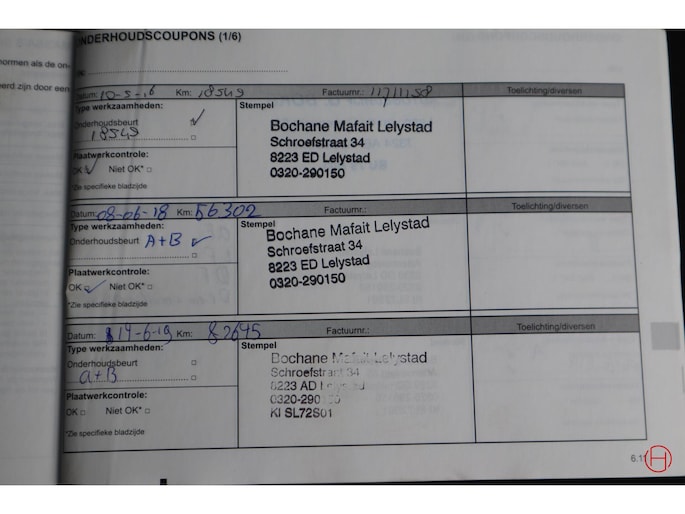 NDERHOUDSCOUPONS (1/6)
normen als de on-
erd zijn door een
Datum: 10-5-16 Km: 18549 Factuurnr.: 11711158 Toelichting/diversen
Type werkzaamheden:
Onderhoudsbeurt
18549
Plaatwerkcontrole:
OK Niet OK*
*Zie specifieke bladzijde
Stempel
Bochane Mafait Lelystad
Schroefstraat 34
8223 ED Lelystad
0320-290150
Datum: 08-06-18 Km: 56302 Factuurnr.: Toelichting/diversen
Type werkzaamheden:
Onderhoudsbeurt A+B
Plaatwerkcontrole:
OK Niet OK*
*Zie specifieke bladzijde
Stempel
Bochane Mafait Lelystad
Schroefstraat 34
8223 ED Lelystad
0320-290150
Datum: 14-6-19 Km: 82645 Factuurnr.: Toelichting/diversen
Type werkzaamheden:
Onderhoudsbeurt
a+B
Plaatwerkcontrole:
OK Niet OK*
*Zie specifieke bladzijde
Stempel
Bochane Mafait Lelystad
Schroefstraat 34
8223 AD
0320-290
KI SL72S01
6.11
H